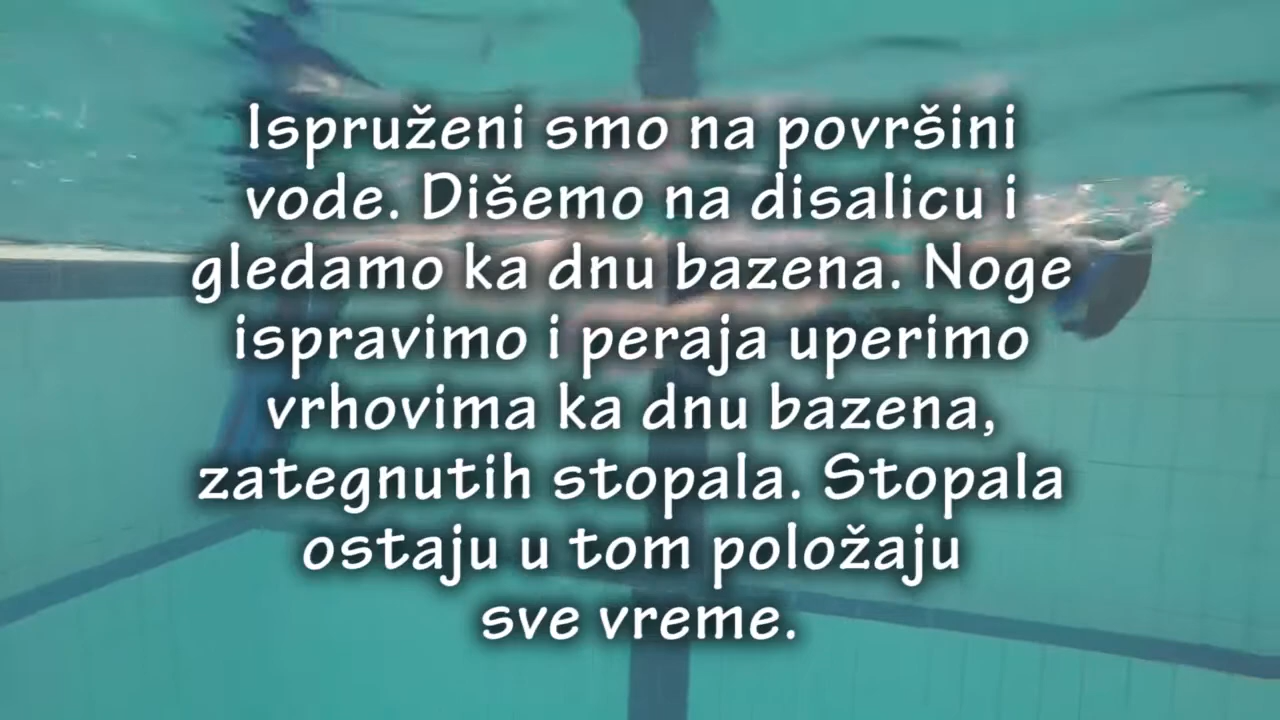 Ispruženi smo na površini
vode. Dišemo na disalicu i
gledamo ka dnu bazena. Noge
ispravimo i peraja uperimo
vrhovima ka dnu bazena,
zategnutih stopala. Stopala
ostaju u tom položaju
sve vreme.